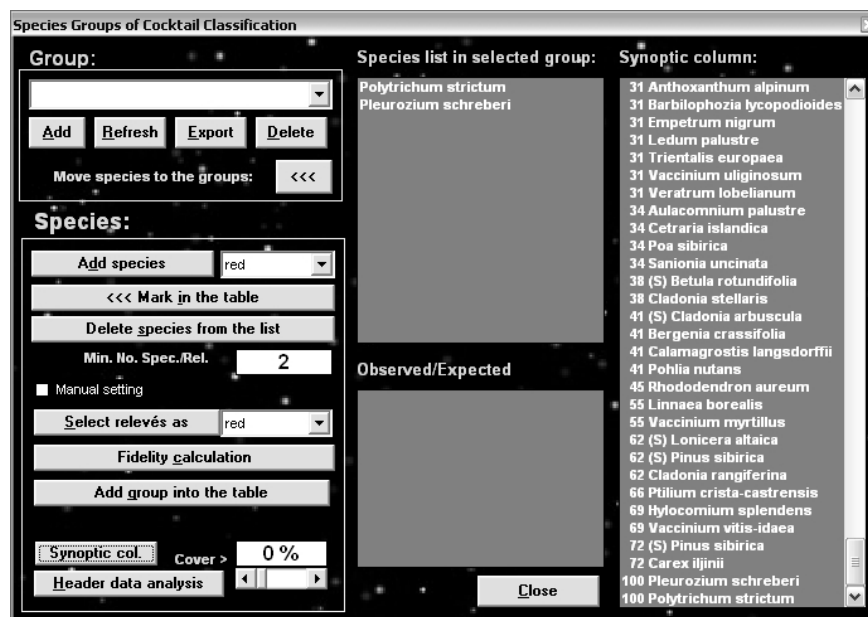 Species Groups of Cocktail Classification
Group:
Add Refresh Export Delete
Move species to the groups: <<<
Species:
Add species red
<<< Mark in the table
Delete species from the list
Min. No. Spec./Rel. 2
Manual setting
Select relevés as red
Fidelity calculation
Add group into the table
Synoptic col. Cover > 0 %
Header data analysis
Species list in selected group:
Polytrichum strictum
Pleurozium schreberi
Observed/Expected
Close
Synoptic column:
31 Anthoxanthum alpinum
31 Barbilophozia lycopodioides
31 Empetrum nigrum
31 Ledum palustre
31 Trientalis europaea
31 Vaccinium uliginosum
31 Veratrum lobelianum
34 Aulacomnium palustre
34 Cetraria islandica
34 Poa sibirica
34 Sanionia uncinata
38 (S) Betula rotundifolia
38 Cladonia stellaris
41 (S) Cladonia arbuscula
41 Bergenia crassifolia
41 Calamagrostis langsdorffii
41 Pohlia nutans
45 Rhododendron aureum
55 Linnaea borealis
55 Vaccinium myrtillus
62 (S) Lonicera altaica
62 (S) Pinus sibirica
62 Cladonia rangiferina
66 Ptilium crista-castrensis
69 Hylocomium splendens
69 Vaccinium vitis-idaea
72 (S) Pinus sibirica
72 Carex iljinii
100 Pleurozium schreberi
100 Polytrichum strictum